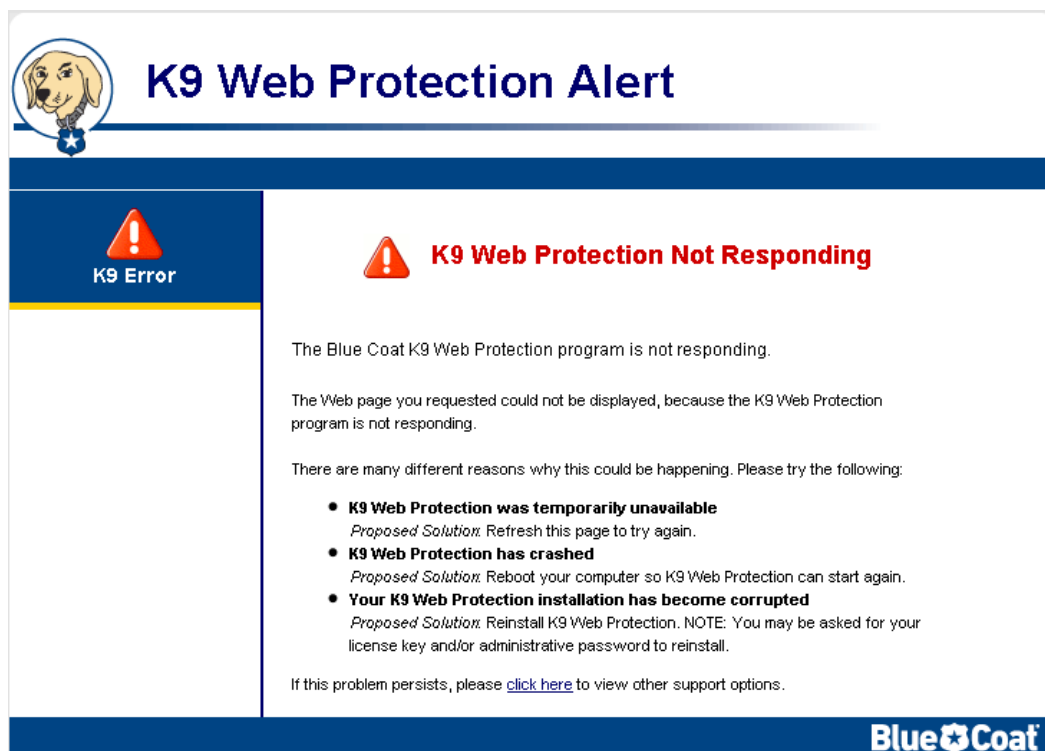 K9 Web Protection Alert
K9 Error
K9 Web Protection Not Responding
The Blue Coat K9 Web Protection program is not responding.
The Web page you requested could not be displayed, because the K9 Web Protection
program is not responding.
There are many different reasons why this could be happening. Please try the following:
K9 Web Protection was temporarily unavailable
Proposed Solution: Refresh this page to try again.
K9 Web Protection has crashed
Proposed Solution: Reboot your computer so K9 Web Protection can start again.
Your K9 Web Protection installation has become corrupted
Proposed Solution: Reinstall K9 Web Protection. NOTE: You may be asked for your
license key and/or administrative password to reinstall.
If this problem persists, please click here to view other support options.
Blue Coat